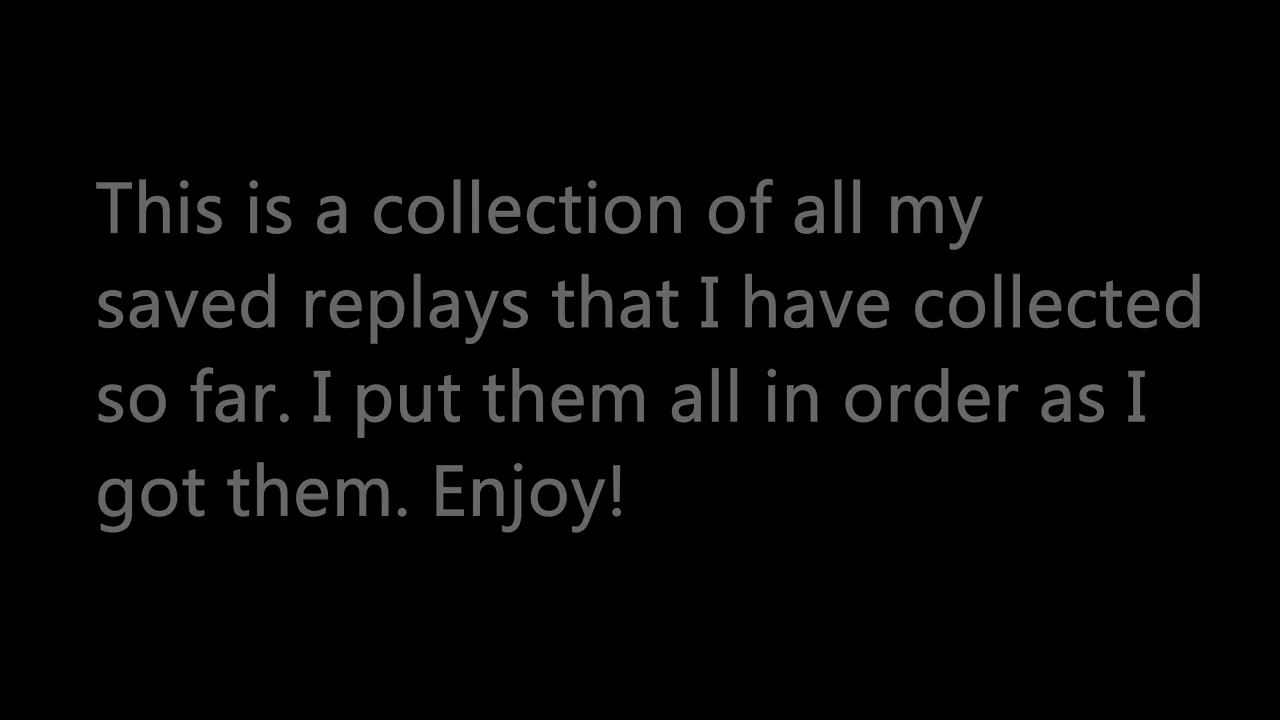 This is a collection of all my
saved replays that I have collected
so far. I put them all in order as I
got them. Enjoy!